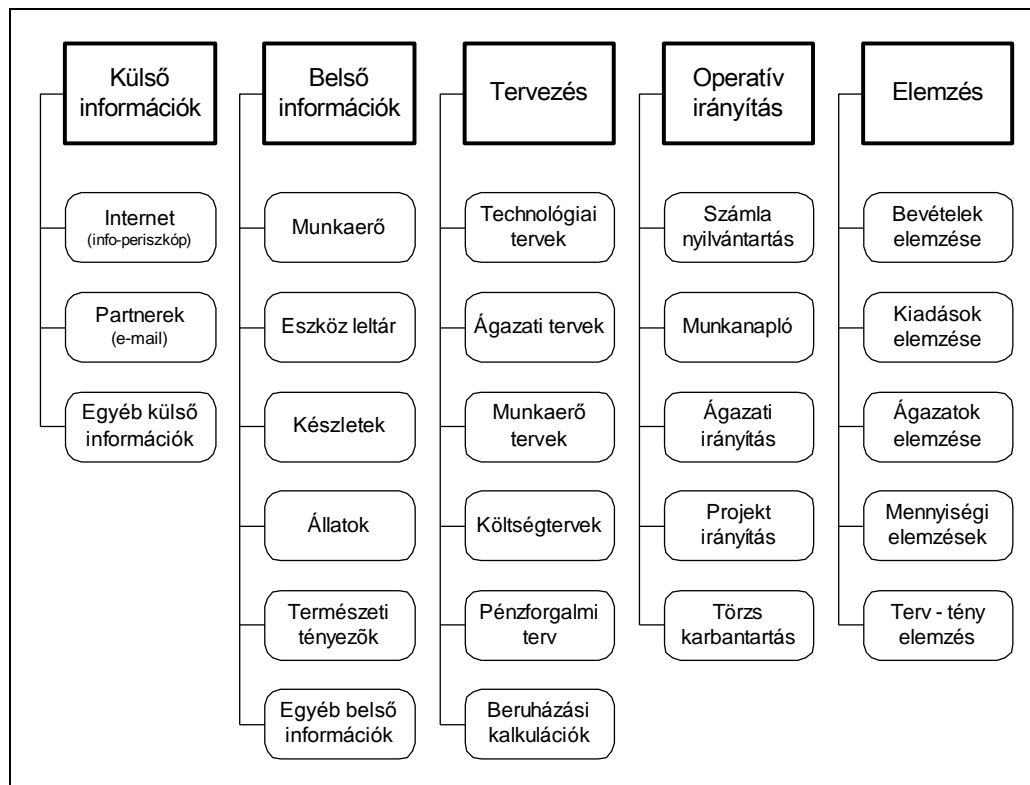 Külső
információk
Internet
(info-periszkóp)
Partnerek
(e-mail)
Egyéb külső
információk
Belső
információk
Munkaerő
Eszköz leltár
Készletek
Állatok
Természeti
tényezõk
Egyéb belső
információk
Tervezés
Technológiai
tervek
Ágazati tervek
Munkaerő
tervek
Költségtervek
Pénzforgalmi
terv
Beruházási
kalkulációk
Operatív
irányítás
Számla
nyilvántartás
Munkanapló
Ágazati
irányítás
Projekt
irányítás
Törzs
karbantartás
Elemzés
Bevételek
elemzése
Kiadások
elemzése
Ágazatok
elemzése
Mennyiségi
elemzések
Terv - tény
elemzés